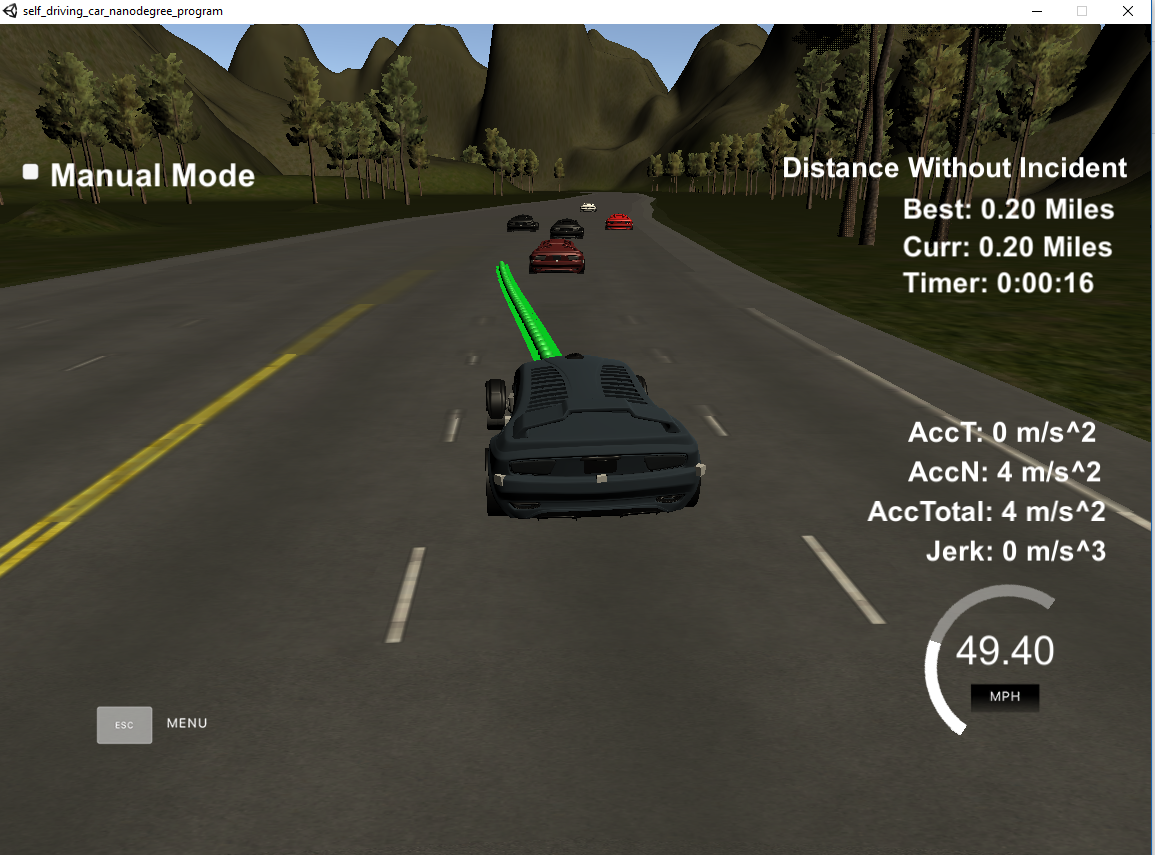 self_driving_car_nanodegree_program
Manual Mode
Distance Without Incident
Best: 0.20 Miles
Curr: 0.20 Miles
Timer: 0:00:16
AccT: 0 m/s^2
AccN: 4 m/s^2
AccTotal: 4 m/s^2
Jerk: 0 m/s^3
49.40
MPH
ESC MENU